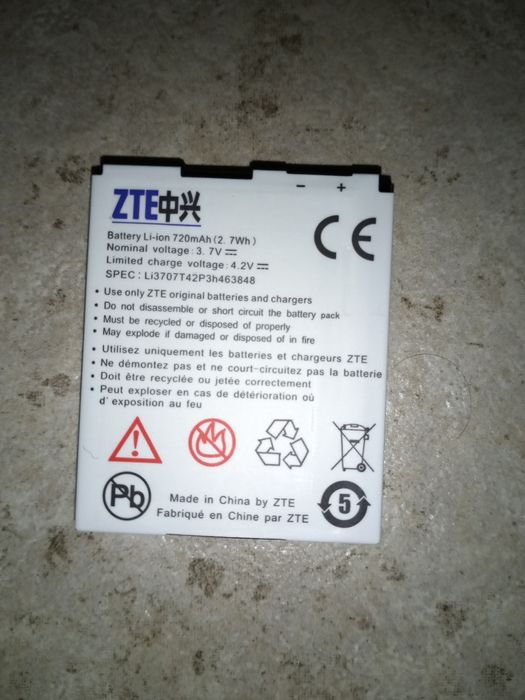 - +
ZTE中兴
CE
Battery Li-ion 720mAh (2.7Wh)
Nominal voltage: 3.7V
Limited charge voltage: 4.2V
SPEC: Li3707T42P3h463848
• Use only ZTE original batteries and chargers
• Do not disassemble or short circuit the battery pack
• Must be recycled or disposed of properly
• May explode if damaged or disposed of in fire
• Utilisez uniquement les batteries et chargeurs ZTE
• Ne démontez pas et ne court-circuitez pas la batterie
• Doit être recyclée ou jetée correctement
• Peut exploser en cas de détérioration où
d' exposition au feu
Pb
Made in China by ZTE
Fabriqué en Chine par ZTE
5